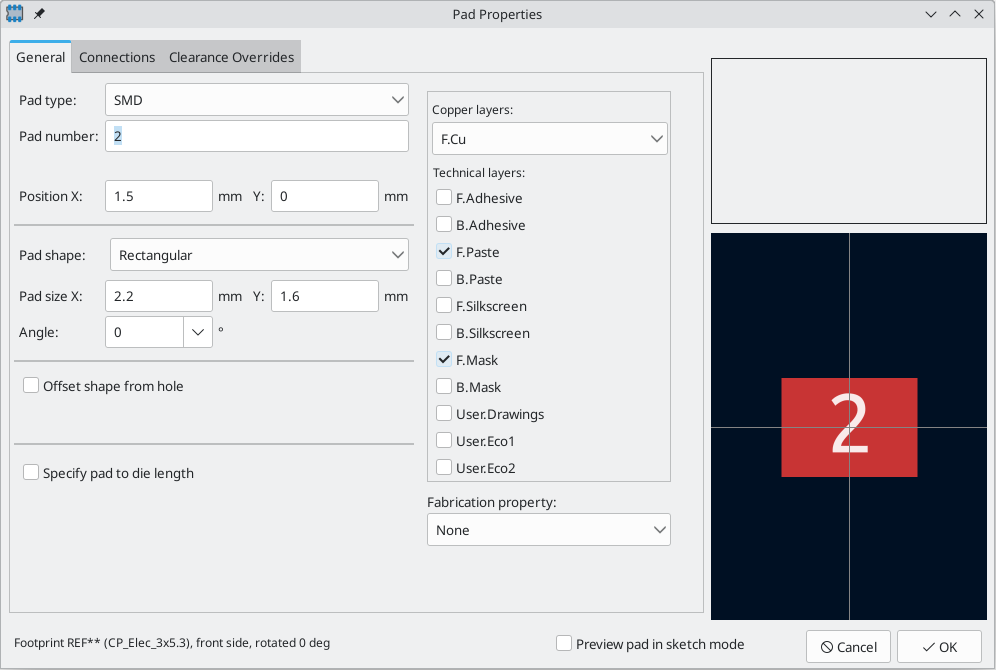 Pad Properties
General Connections Clearance Overrides
Pad type: SMD
Pad number: 2
Position X: 1.5 mm Y: 0 mm
Pad shape: Rectangular
Pad size X: 2.2 mm Y: 1.6 mm
Angle: 0 °
Offset shape from hole
Specify pad to die length
Copper layers:
F.Cu
Technical layers:
F.Adhesive
B.Adhesive
F.Paste
B.Paste
F.Silkscreen
B.Silkscreen
F.Mask
B.Mask
User.Drawings
User.Eco1
User.Eco2
Fabrication property:
None
2
Footprint REF** (CP_Elec_3x5.3), front side, rotated 0 deg
Preview pad in sketch mode
Cancel
OK